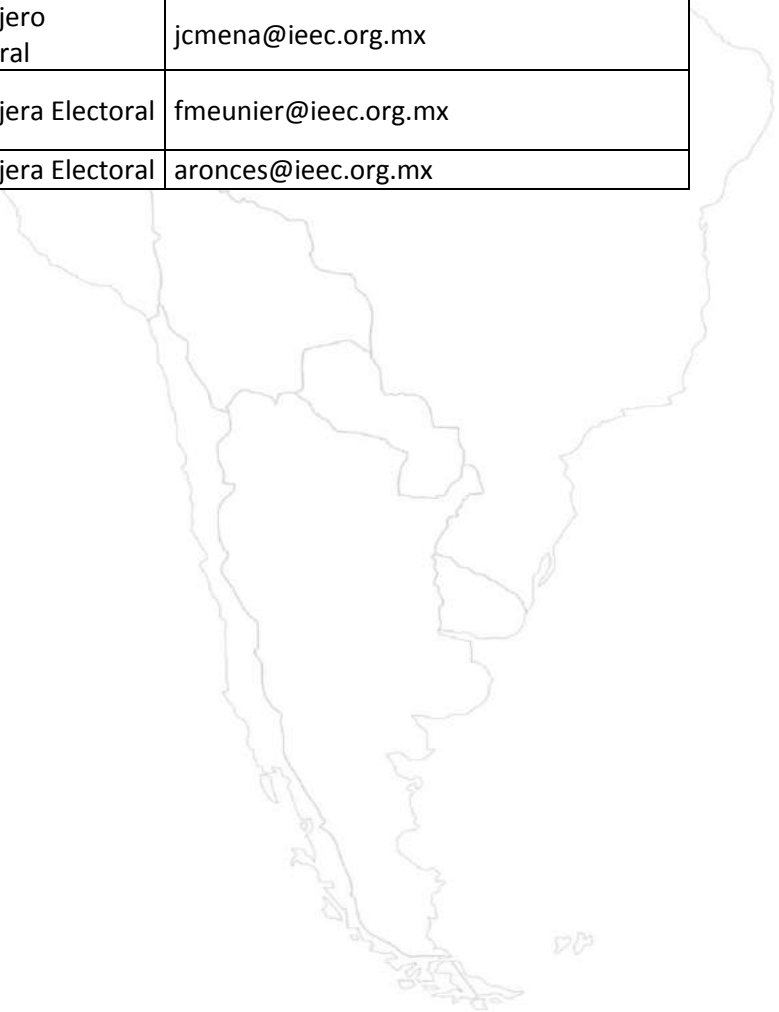 jero
ral
jcmena@ieec.org.mx
jera Electoral fmeunier@ieec.org.mx
jera Electoral aronces@ieec.org.mx